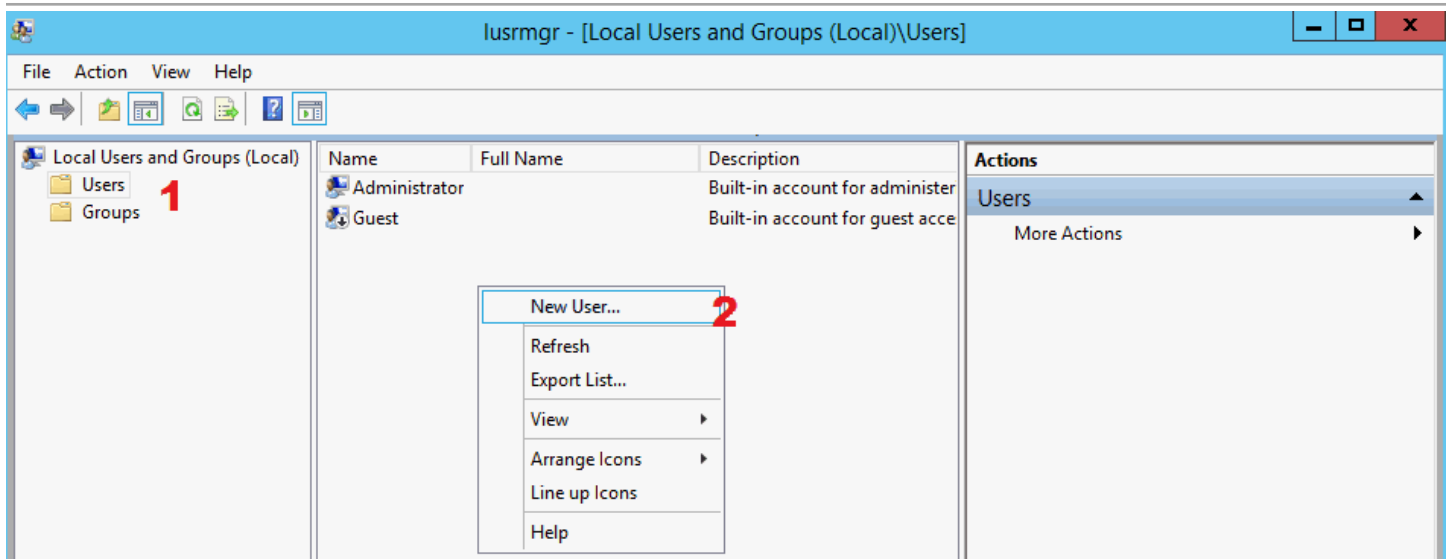 lusrmgr - [Local Users and Groups (Local)\Users]
File Action View Help
Local Users and Groups (Local)
Users
Groups
1
Name Full Name Description
Administrator Built-in account for administer
Guest Built-in account for guest acce
New User...
2
Refresh
Export List...
View
Arrange Icons
Line up Icons
Help
Actions
Users
More Actions